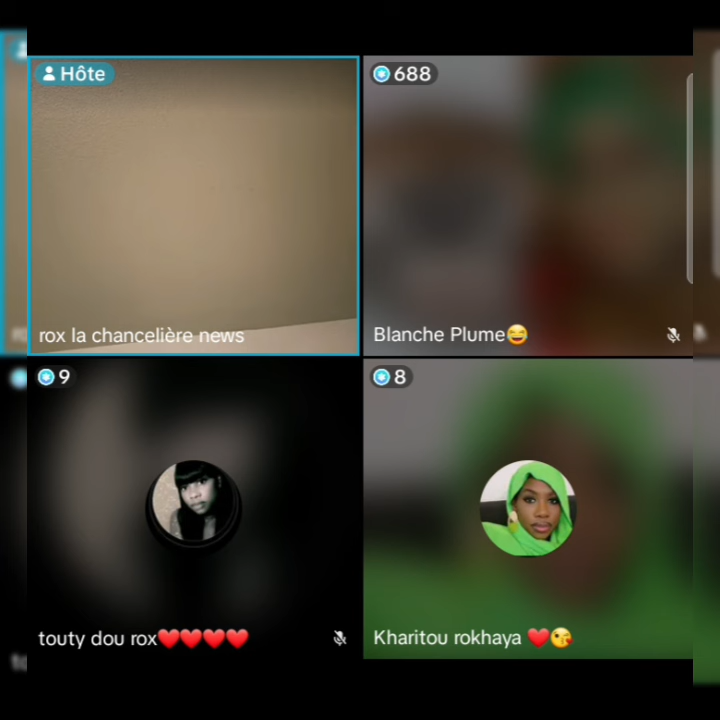 Hôte
688
rox la chancelière news
Blanche Plume😄
9
8
touty dou rox❤️❤️❤️❤️
Kharitou rokhaya ❤️😘